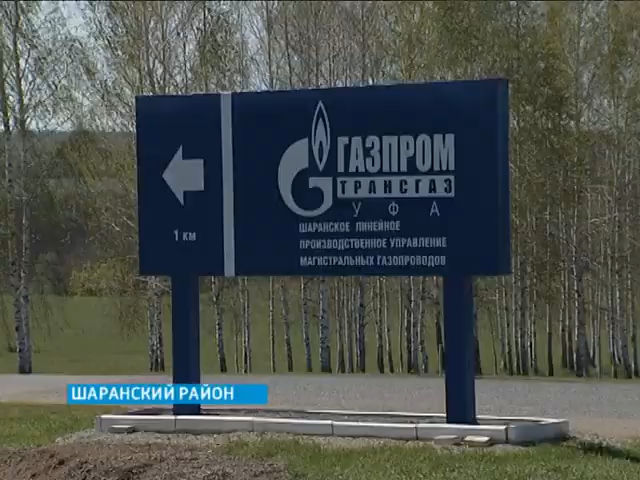 ГАЗПРОМ
ТРАНСГАЗ
УФА
ШАРАНСКОЕ ЛИНЕЙНОЕ
ПРОИЗВОДСТВЕННОЕ УПРАВЛЕНИЕ
МАГИСТРАЛЬНЫХ ГАЗОПРОВОДОВ
1 КМ
ШАРАНСКИЙ РАЙОН